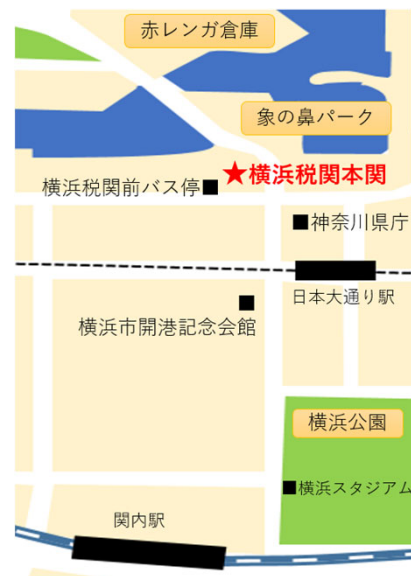 赤レンガ倉庫
象の鼻パーク
★横浜税関本関
横浜税関前バス停■
■神奈川県庁
日本大通り駅
■
横浜市開港記念会館
横浜公園
■横浜スタジアム
関内駅